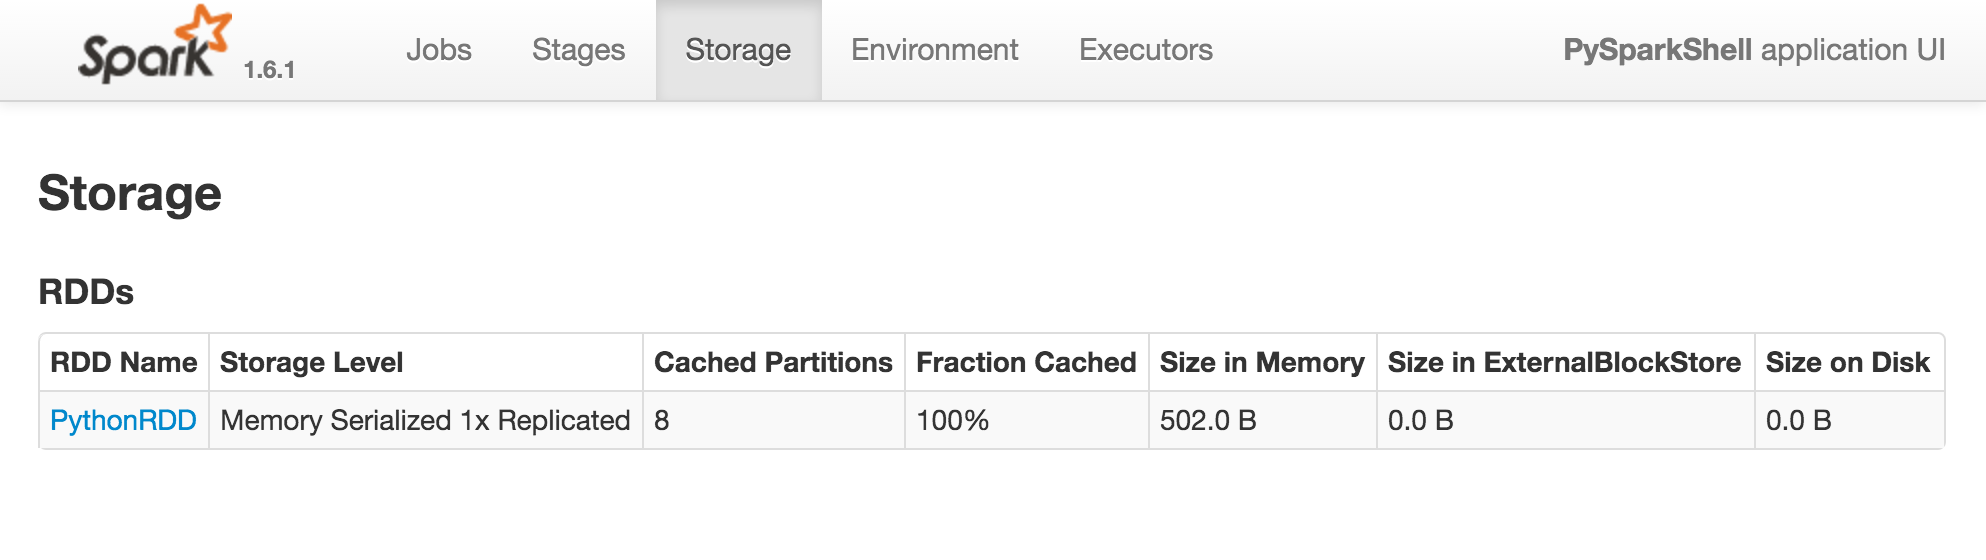 Spark 1.6.1 Jobs Stages Storage Environment Executors PySparkShell application UI
Storage
RDDs
RDD Name Storage Level Cached Partitions Fraction Cached Size in Memory Size in ExternalBlockStore Size on Disk
PythonRDD Memory Serialized 1x Replicated 8 100% 502.0 B 0.0 B 0.0 B